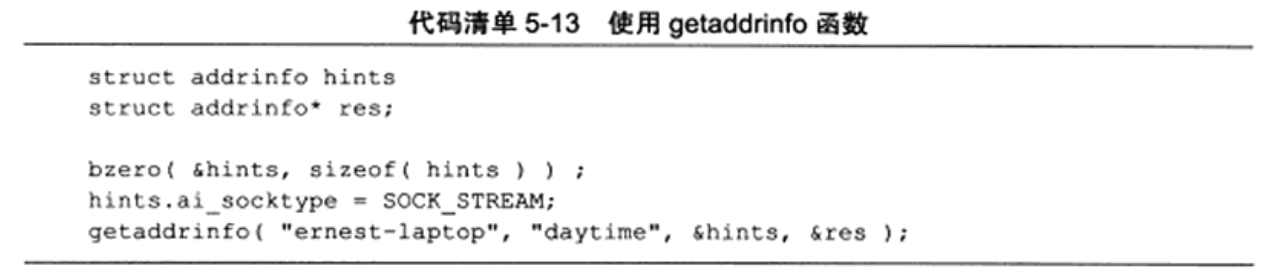 代码清单 5-13 使用 getaddrinfo 函数
struct addrinfo hints
struct addrinfo* res;
bzero( &hints, sizeof( hints ) ) ;
hints.ai_socktype = SOCK_STREAM;
getaddrinfo( "ernest-laptop", "daytime", &hints, &res );